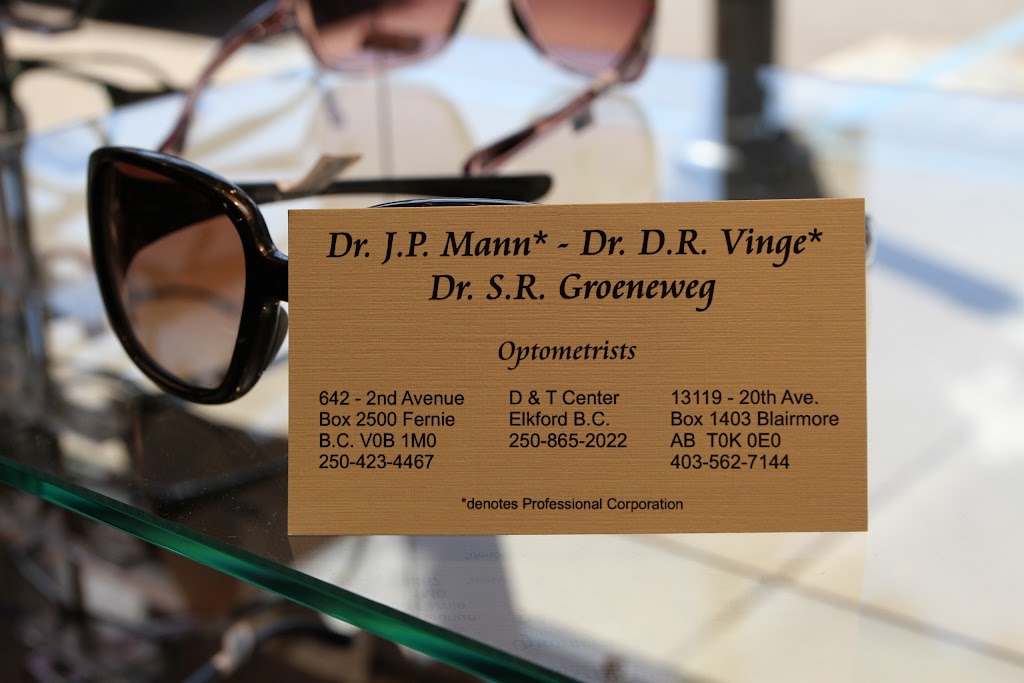 Dr. J.P. Mann* - Dr. D.R. Vinge*
Dr. S.R. Groeneweg
Optometrists
642 - 2nd Avenue
Box 2500 Fernie
B.C. V0B 1M0
250-423-4467
D & T Center
Elkford B.C.
250-865-2022
13119 - 20th Ave.
Box 1403 Blairmore
AB T0K 0E0
403-562-7144
*denotes Professional Corporation